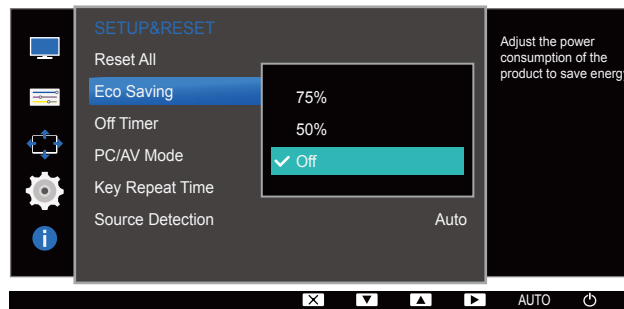 SETUP&RESET
Reset All
Eco Saving
Off Timer
PC/AV Mode
Key Repeat Time
Source Detection Auto
75%
50%
Off
Adjust the power
consumption of the
product to save energy
AUTO